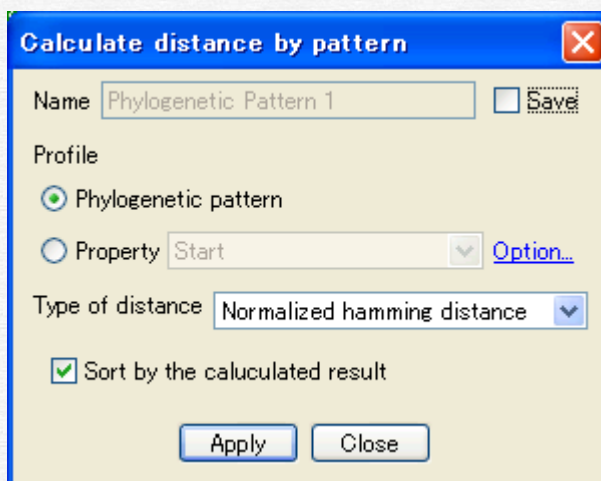 Calculate distance by pattern
Name Phylogenetic Pattern 1 Save
Profile
Phylogenetic pattern
Property Start Option...
Type of distance Normalized hamming distance
Sort by the caluculated result
Apply Close